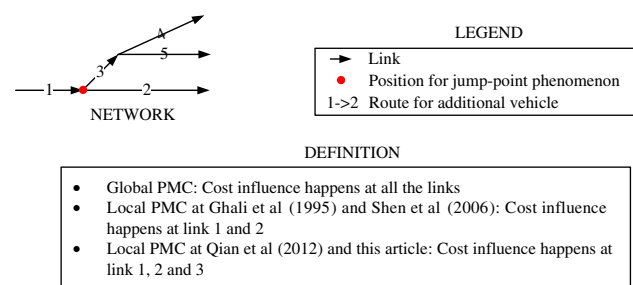 4
5
3
1
2
NETWORK
LEGEND
Link
Position for jump-point phenomenon
1->2 Route for additional vehicle
DEFINITION
• Global PMC: Cost influence happens at all the links
• Local PMC at Ghali et al (1995) and Shen et al (2006): Cost influence
happens at link 1 and 2
• Local PMC at Qian et al (2012) and this article: Cost influence happens at
link 1, 2 and 3